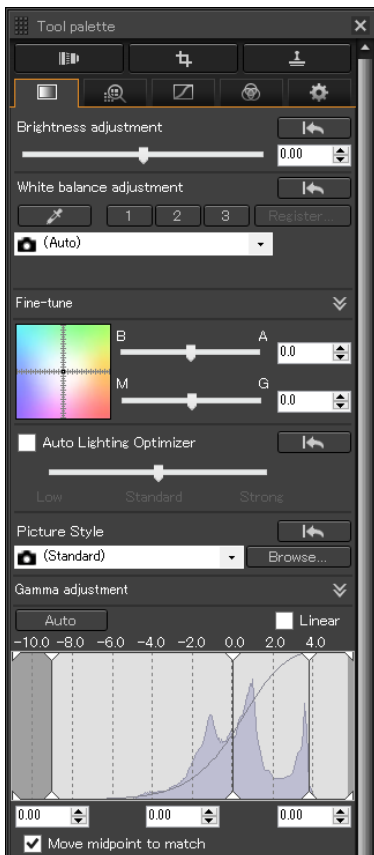 Tool palette
Brightness adjustment
0.00
White balance adjustment
1 2 3 Register...
(Auto)
Fine-tune
B A
0.0
M G
0.0
Auto Lighting Optimizer
Low Standard Strong
Picture Style
(Standard) Browse...
Gamma adjustment
Auto Linear
-10.0 -8.0 -6.0 -4.0 -2.0 0.0 2.0 4.0
0.00 0.00 0.00
Move midpoint to match